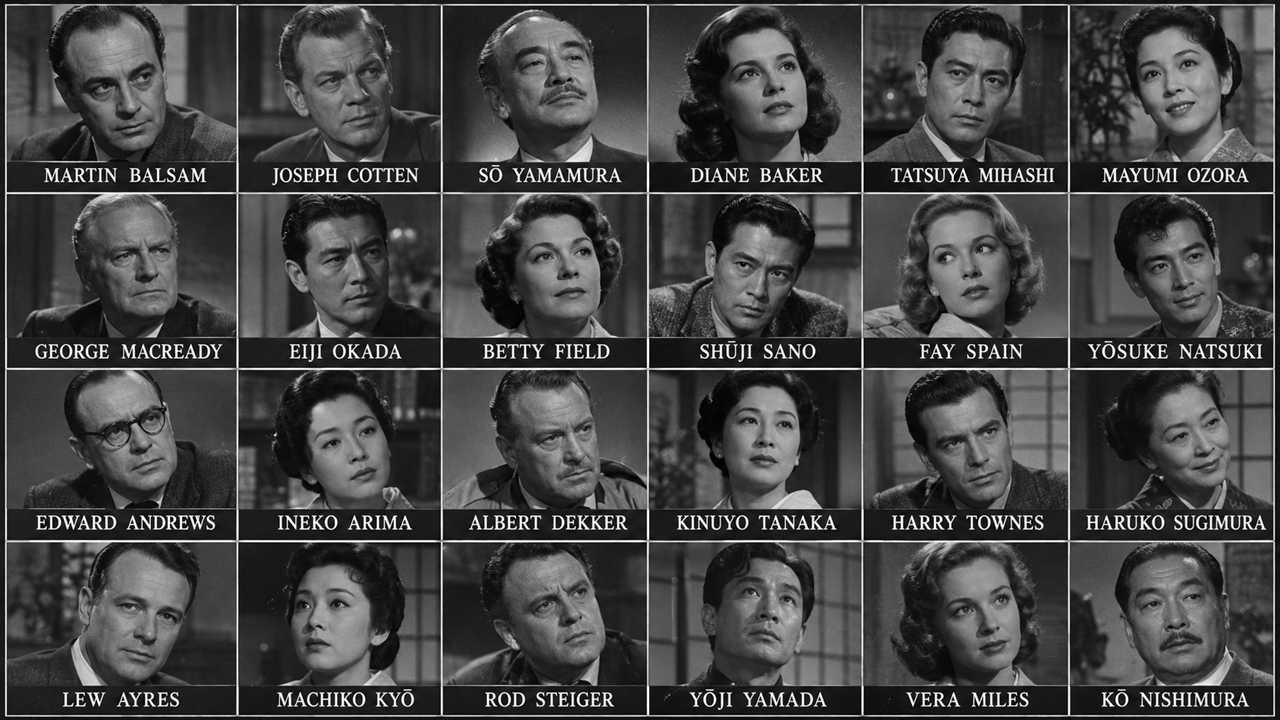 MARTIN BALSAM
JOSEPH COTTEN
SŌ YAMAMURA
DIANE BAKER
TATSUYA MIHASHI
MAYUMI OZORA
GEORGE MACREADY
EIJI OKADA
BETTY FIELD
SHŪJI SANO
FAY SPAIN
YŌSUKE NATSUKI
EDWARD ANDREWS
INEKO ARIMA
ALBERT DEKKER
KINUYO TANAKA
HARRY TOWNES
HARUKO SUGIMURA
LEW AYRES
MACHIKO KYŌ
ROD STEIGER
YŌJI YAMADA
VERA MILES
KŌ NISHIMURA